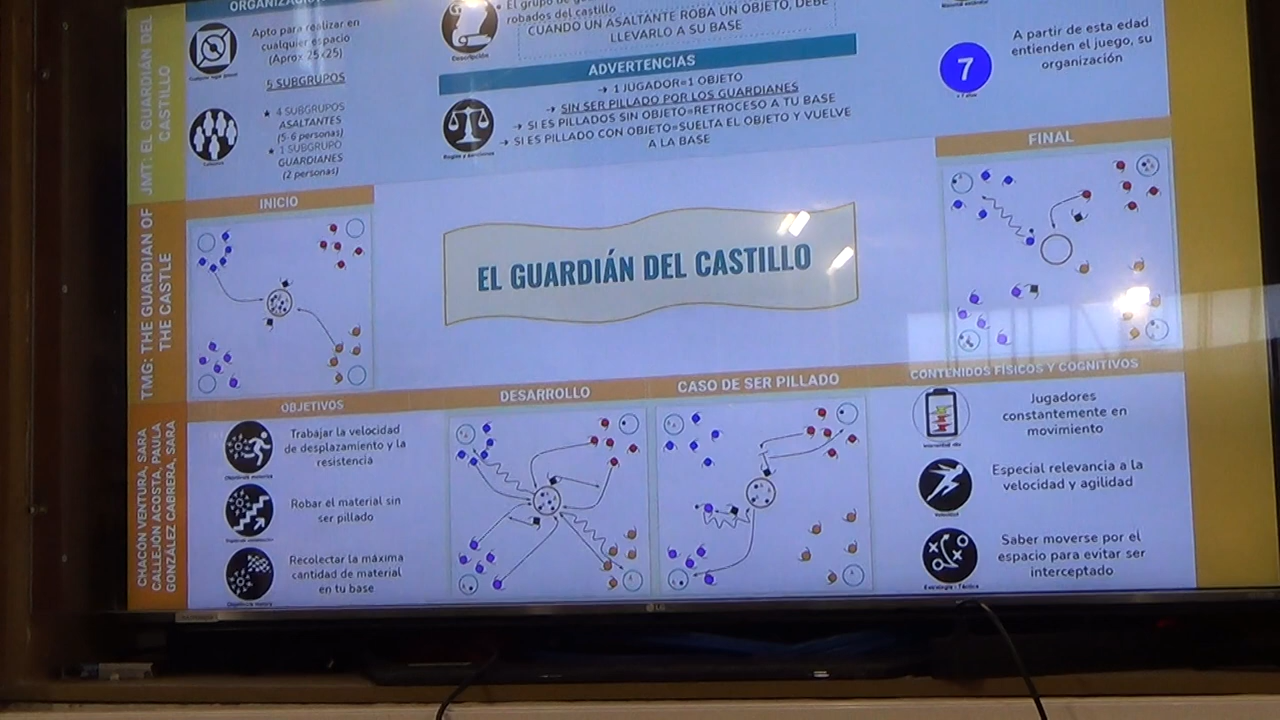 JMT: EL GUARDIÁN DEL
CASTILLO
TMG: THE GUARDIAN OF
THE CASTLE
CHACÓN VENTURA, SARA
CALLEJÓN ACOSTA, PAULA
GONZÁLEZ CABRERA, SARA
Apto para realizar en
cualquier espacio
(Aprox. 25x25)
5 SUBGRUPOS
★ 4 SUBGRUPOS
ASALTANTES
(5-6 personas)
★ 1 SUBGRUPO
GUARDIANES
(2 personas)
Descripción
robados del castillo
CUANDO UN ASALTANTE ROBA UN OBJETO, DEBE
LLEVARLO A SU BASE
ADVERTENCIAS
→ 1 JUGADOR=1 OBJETO
→ SIN SER PILLADO POR LOS GUARDIANES
→ SI ES PILLADOS SIN OBJETO=RETROCESO A TU BASE
→ SI ES PILLADO CON OBJETO=SUELTA EL OBJETO Y VUELVE
A LA BASE
7
A partir de esta edad
entienden el juego, su
organización
INICIO
EL GUARDIÁN DEL CASTILLO
FINAL
OBJETIVOS
Trabajar la velocidad
de desplazamiento y la
resistencia
Robar el material sin
ser pillado
Recolectar la máxima
cantidad de material
en tu base
DESARROLLO
CASO DE SER PILLADO
CONTENIDOS FÍSICOS Y COGNITIVOS
Jugadores
constantemente en
movimiento
Especial relevancia a la
velocidad y agilidad
Saber moverse por el
espacio para evitar ser
interceptado
LG